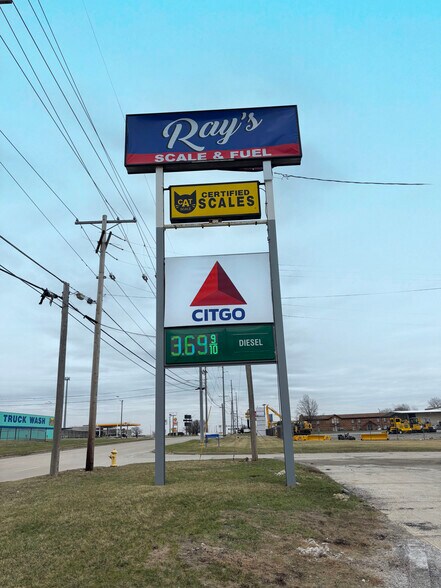 Ray's
SCALE & FUEL
CAT
CERTIFIED
SCALES
CITGO
3.69 9/10 DIESEL
TRUCK WASH